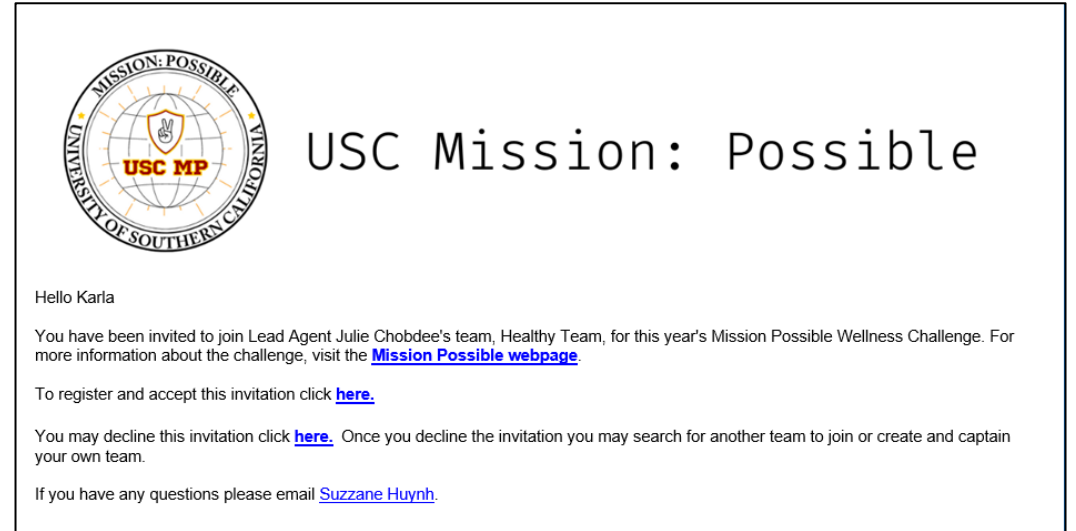 MISSION: POSSIBLE
USC MP
UNIVERSITY OF SOUTHERN CALIFORNIA
USC Mission: Possible
Hello Karla
You have been invited to join Lead Agent Julie Chobdee's team, Healthy Team, for this year's Mission Possible Wellness Challenge. For
more information about the challenge, visit the Mission Possible webpage.
To register and accept this invitation click here.
You may decline this invitation click here. Once you decline the invitation you may search for another team to join or create and captain
your own team.
If you have any questions please email Suzzane Huynh.